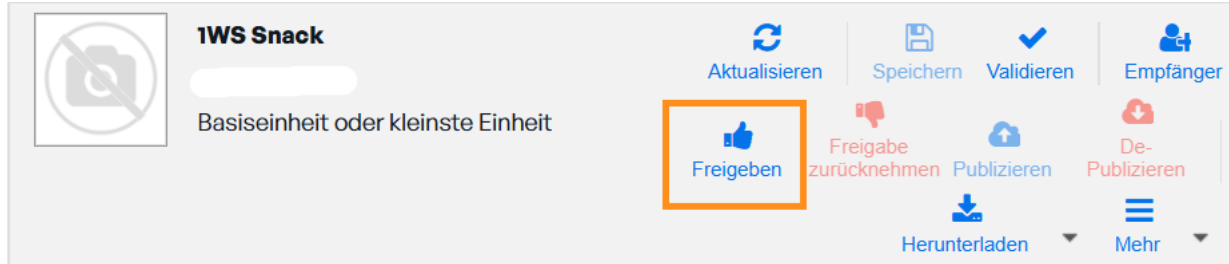 1WS Snack
Basiseinheit oder kleinste Einheit
Aktualisieren
Speichern
Validieren
Empfänger
Freigeben
Freigabe
zurücknehmen
Publizieren
De-
Publizieren
Herunterladen
Mehr